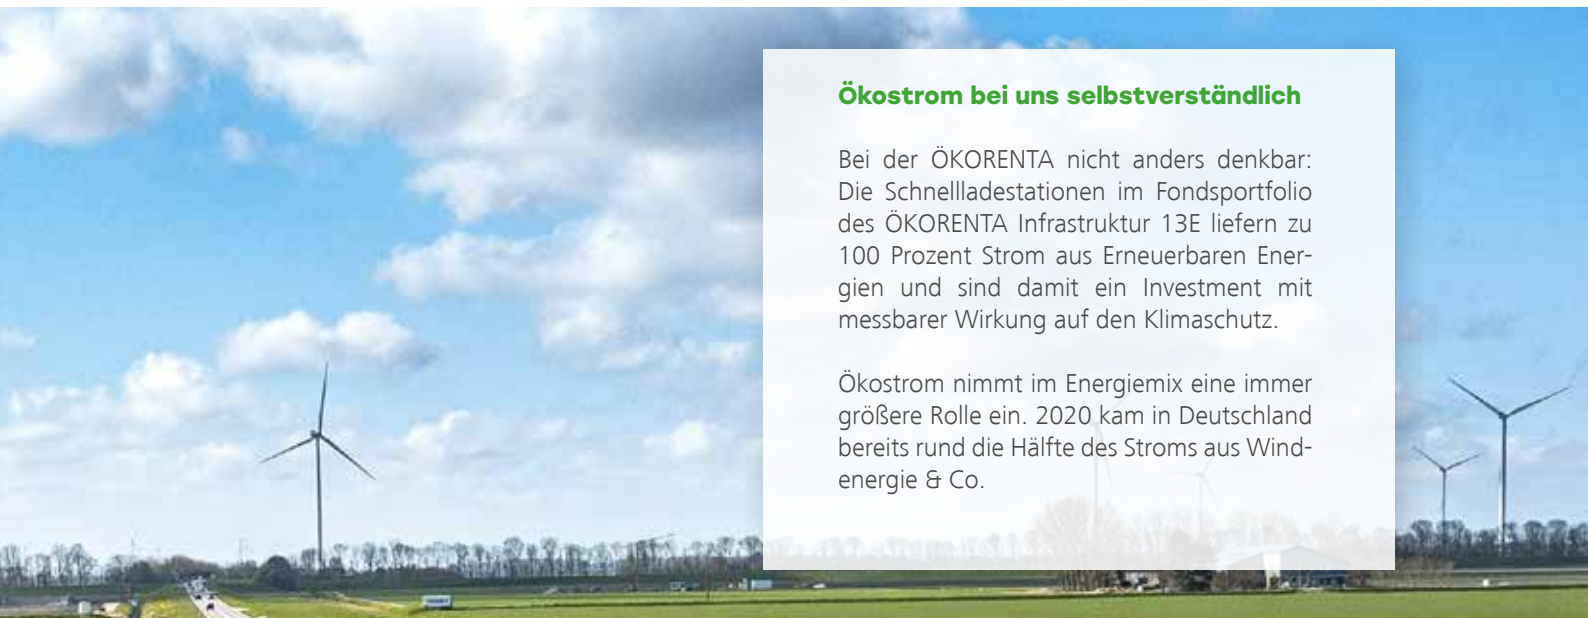 Ökostrom bei uns selbstverständlich
Bei der ÖKORENTA nicht anders denkbar:
Die Schnellladestationen im Fondsportfolio
des ÖKORENTA Infrastruktur 13E liefern zu
100 Prozent Strom aus Erneuerbaren Ener-
gien und sind damit ein Investment mit
messbarer Wirkung auf den Klimaschutz.
Ökostrom nimmt im Energiemix eine immer
größere Rolle ein. 2020 kam in Deutschland
bereits rund die Hälfte des Stroms aus Wind-
energie & Co.